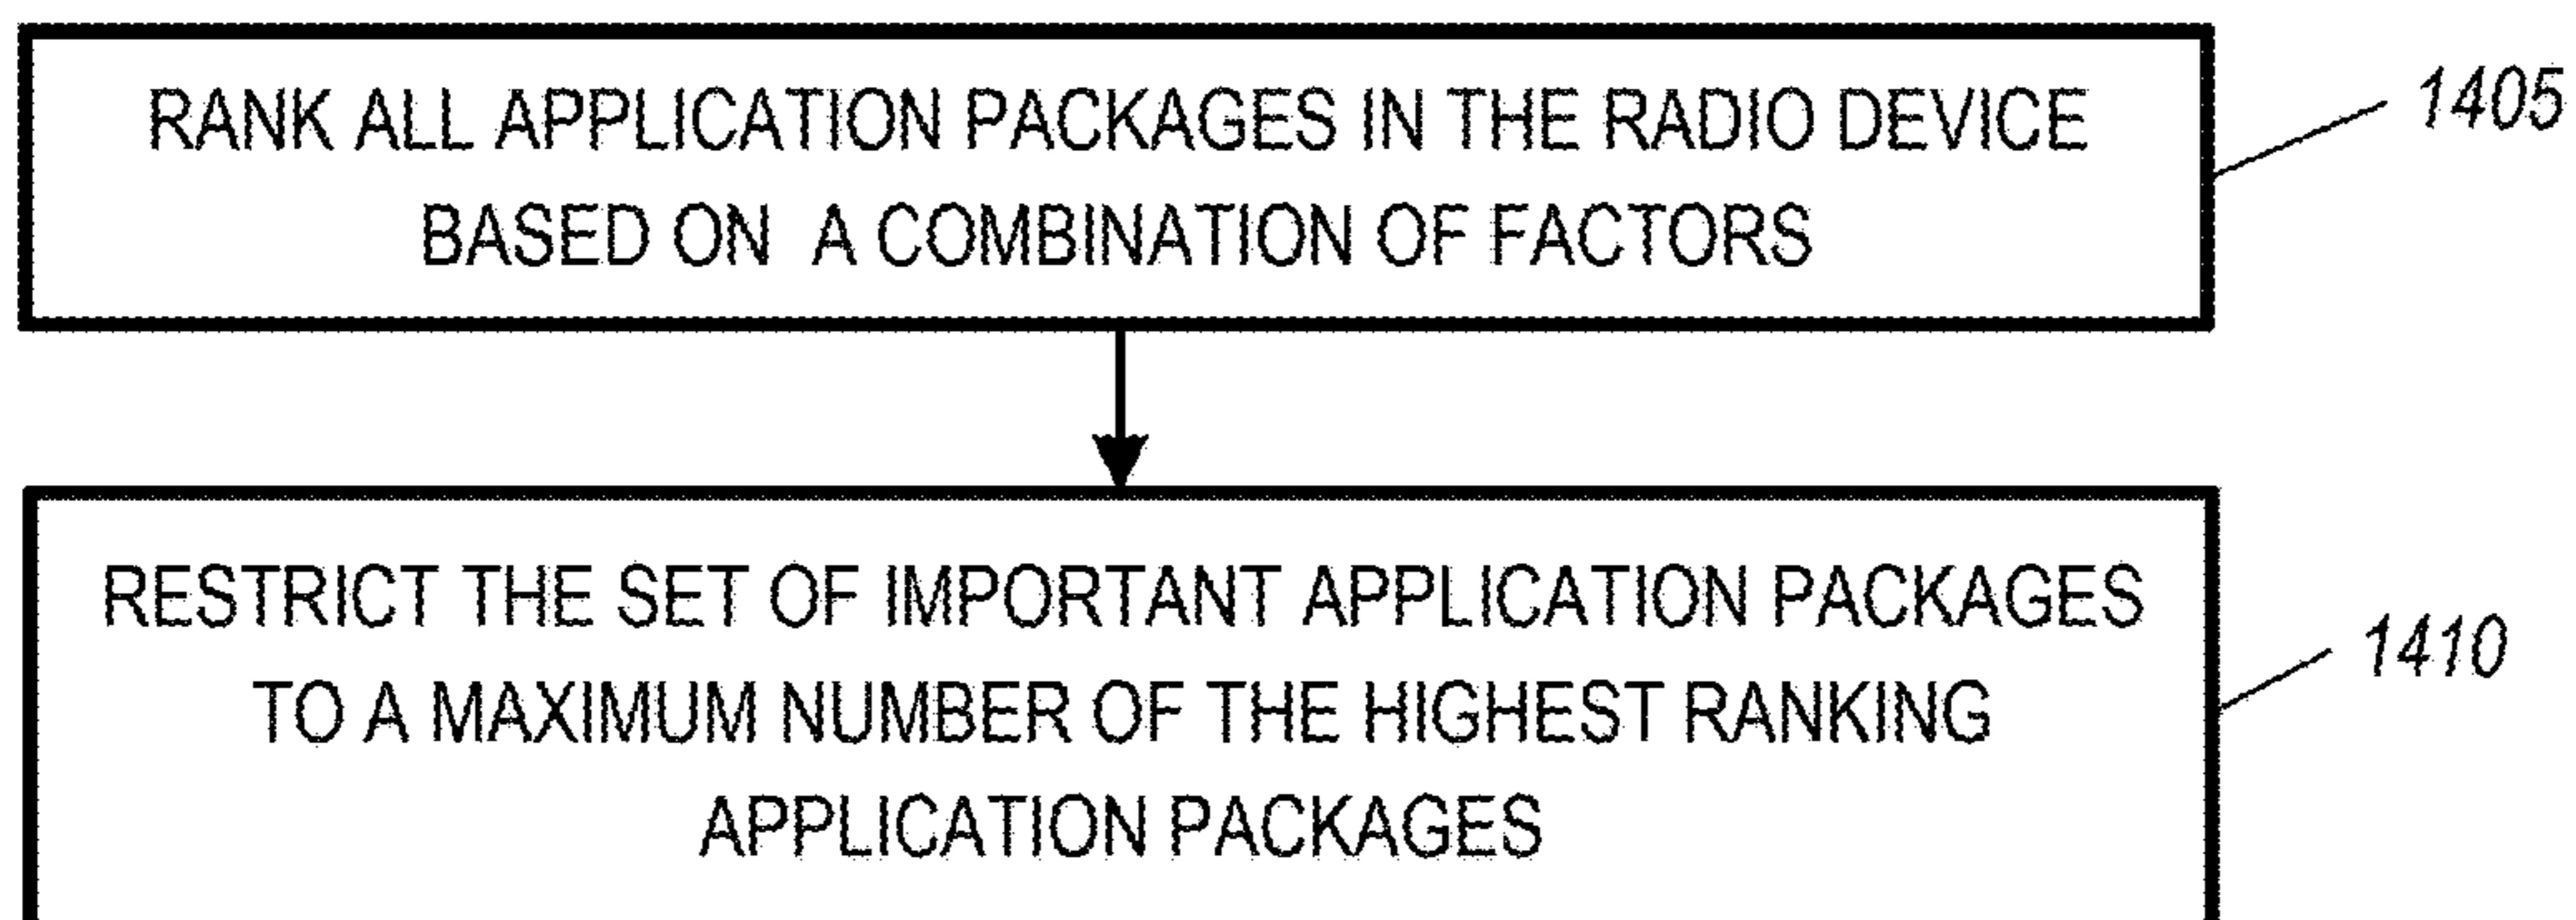 RANK ALL APPLICATION PACKAGES IN THE RADIO DEVICE
BASED ON A COMBINATION OF FACTORS
1405
RESTRICT THE SET OF IMPORTANT APPLICATION PACKAGES
TO A MAXIMUM NUMBER OF THE HIGHEST RANKING
APPLICATION PACKAGES
1410